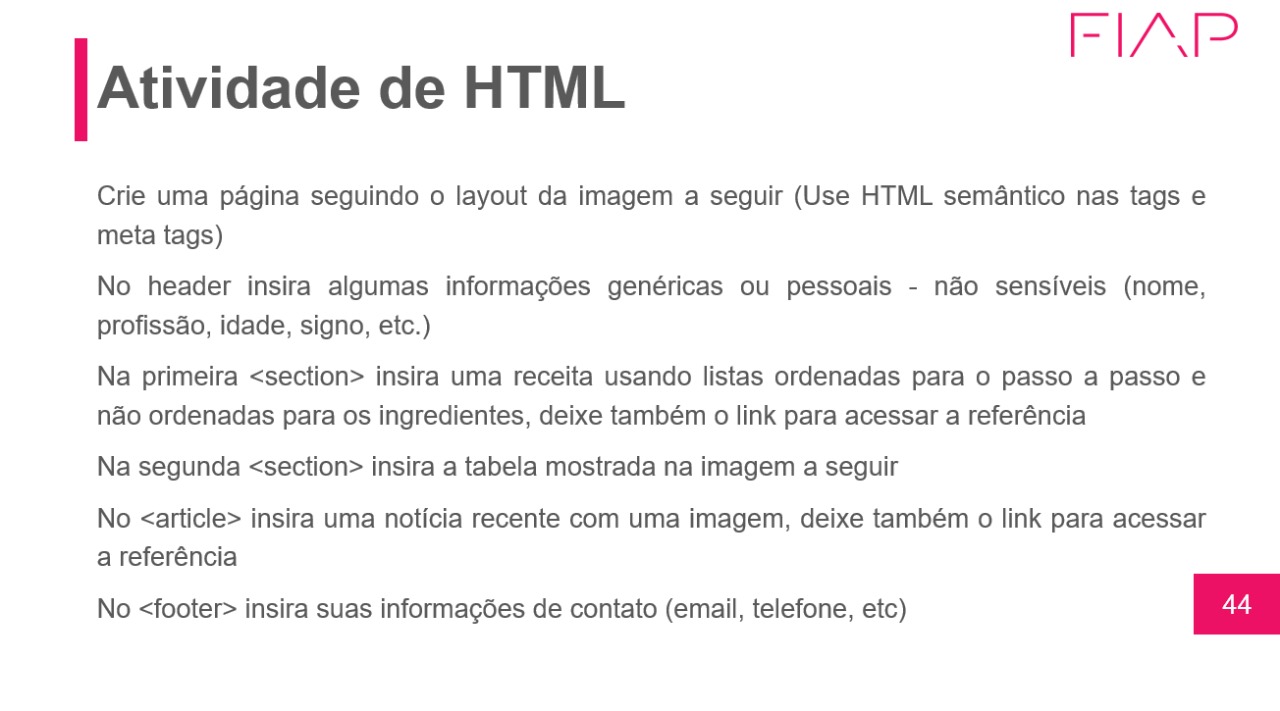 FIAP
Atividade de HTML
Crie uma página seguindo o layout da imagem a seguir (Use HTML semântico nas tags e
meta tags)
No header insira algumas informações genéricas ou pessoais - não sensíveis (nome,
profissão, idade, signo, etc.)
Na primeira <section> insira uma receita usando listas ordenadas para o passo a passo e
não ordenadas para os ingredientes, deixe também o link para acessar a referência
Na segunda <section> insira a tabela mostrada na imagem a seguir
No <article> insira uma notícia recente com uma imagem, deixe também o link para acessar
a referência
No <footer> insira suas informações de contato (email, telefone, etc)
44